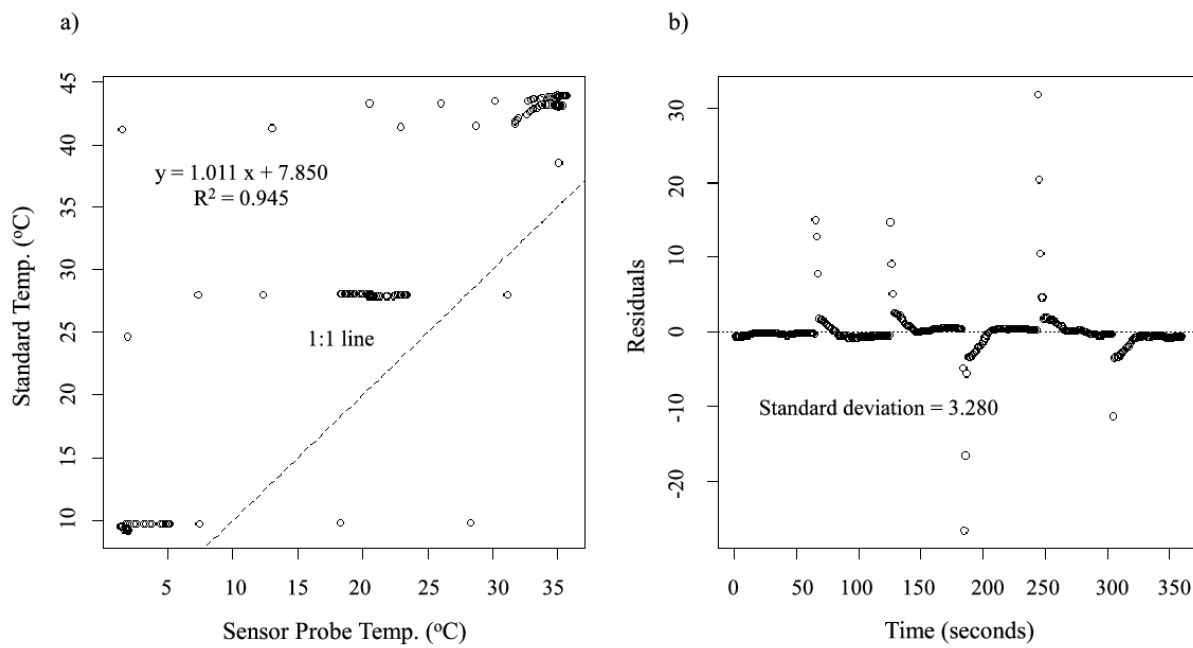 a)
Standard Temp. (°C)
45
40
35
30
25
20
15
10
y = 1.011 x + 7.850
R² = 0.945
1:1 line
5
10
15
20
25
30
35
Sensor Probe Temp. (°C)
b)
Residuals
30
20
10
0
-10
-20
Standard deviation = 3.280
0
50
100
150
200
250
300
350
Time (seconds)